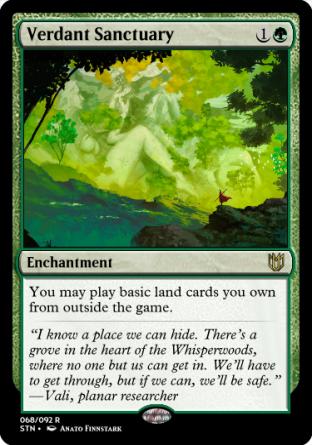 Verdant Sanctuary 1
Enchantment
You may play basic land cards you own
from outside the game.
“I know a place we can hide. There’s a
grove in the heart of the Whisperwoods,
where no one but us can get in. We’ll have
to get through, but if we can, we’ll be safe.”
—Vali, planar researcher
068/092 R
STN • Anato Finnstark